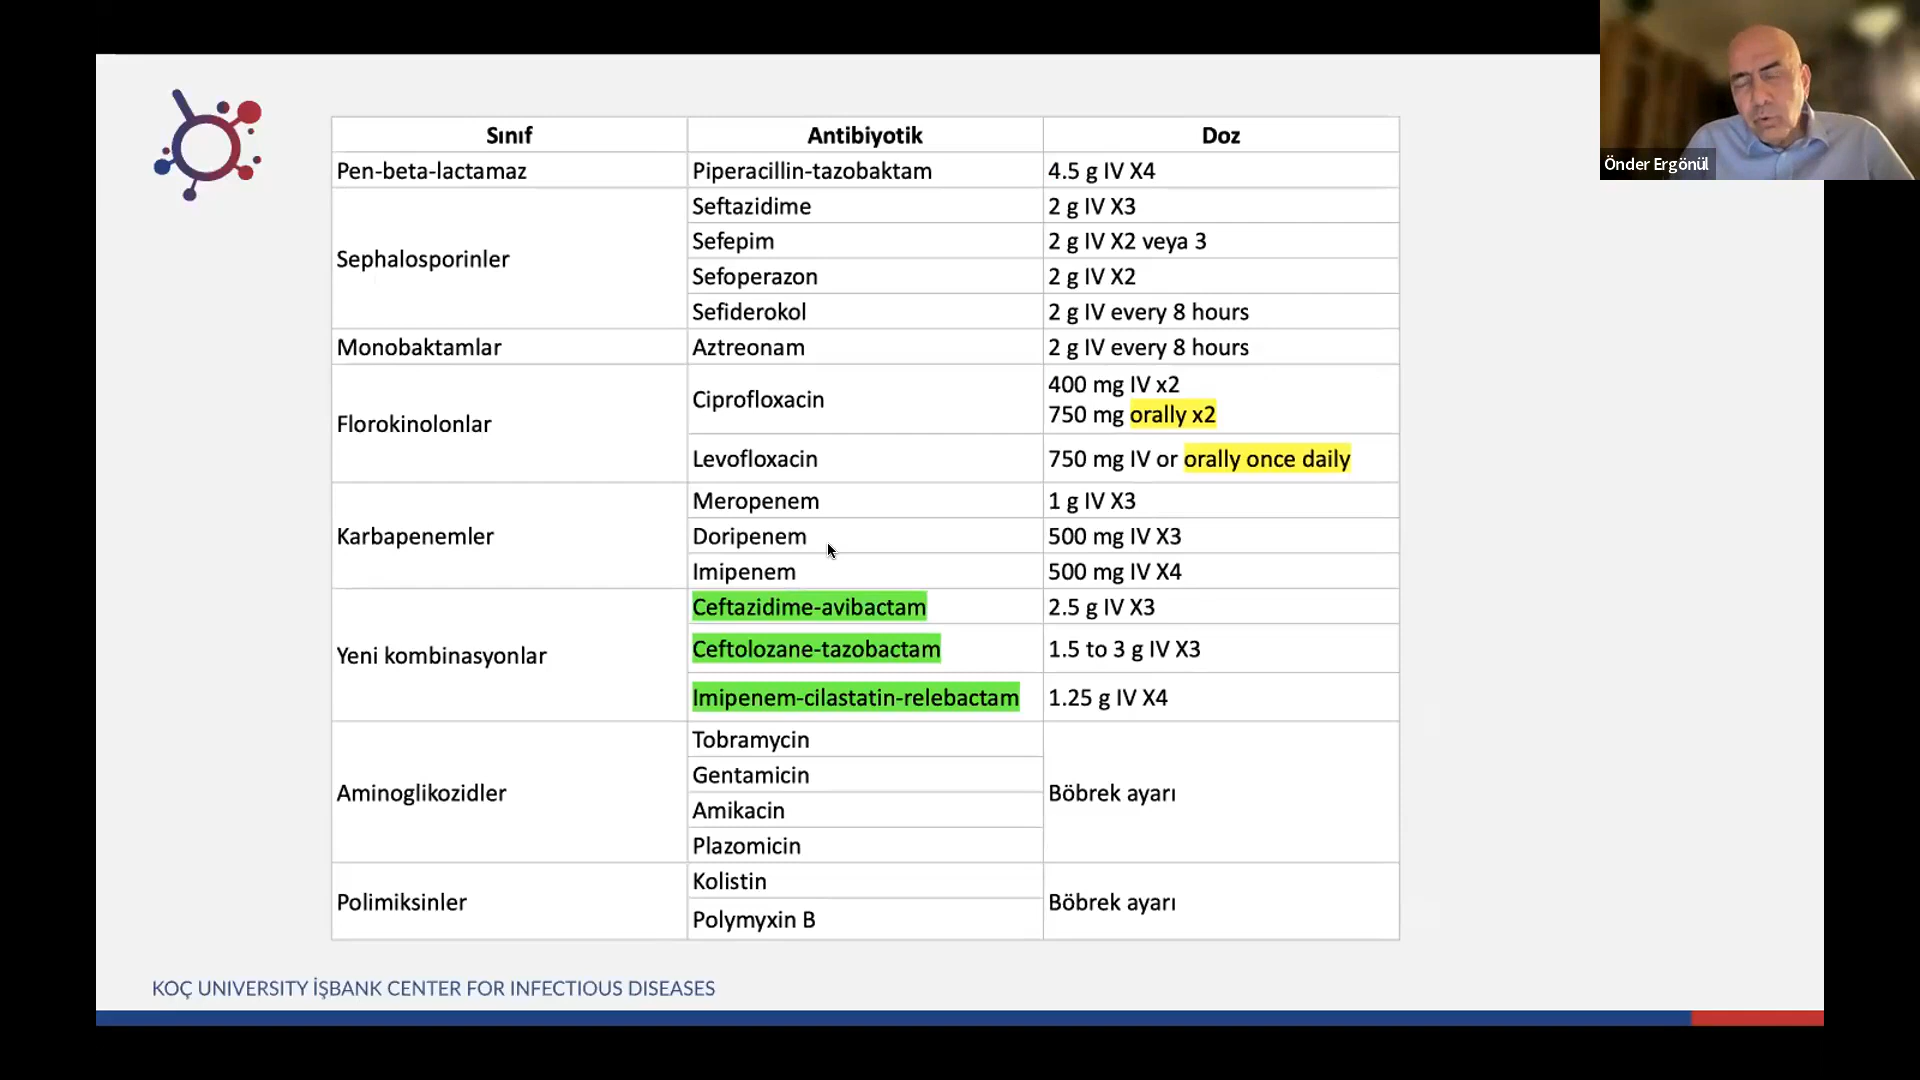 Önder Ergönül
Sınıf Antibiyotik Doz
Pen-beta-lactamaz Piperacillin-tazobaktam 4.5 g IV X4
Sephalosporinler
Seftazidime 2 g IV X3
Sefepim 2 g IV X2 veya 3
Sefoperazon 2 g IV X2
Sefiderokol 2 g IV every 8 hours
Monobaktamlar Aztreonam 2 g IV every 8 hours
Florokinolonlar
Ciprofloxacin 400 mg IV x2
750 mg orally x2
Levofloxacin 750 mg IV or orally once daily
Karbapenemler
Meropenem 1 g IV X3
Doripenem 500 mg IV X3
Imipenem 500 mg IV X4
Yeni kombinasyonlar
Ceftazidime-avibactam 2.5 g IV X3
Ceftolozane-tazobactam 1.5 to 3 g IV X3
Imipenem-cilastatin-relebactam 1.25 g IV X4
Aminoglikozidler
Tobramycin
Gentamicin
Amikacin
Plazomicin
Böbrek ayarı
Polimiksinler
Kolistin
Polymyxin B
Böbrek ayarı
KOÇ UNIVERSITY İŞBANK CENTER FOR INFECTIOUS DISEASES